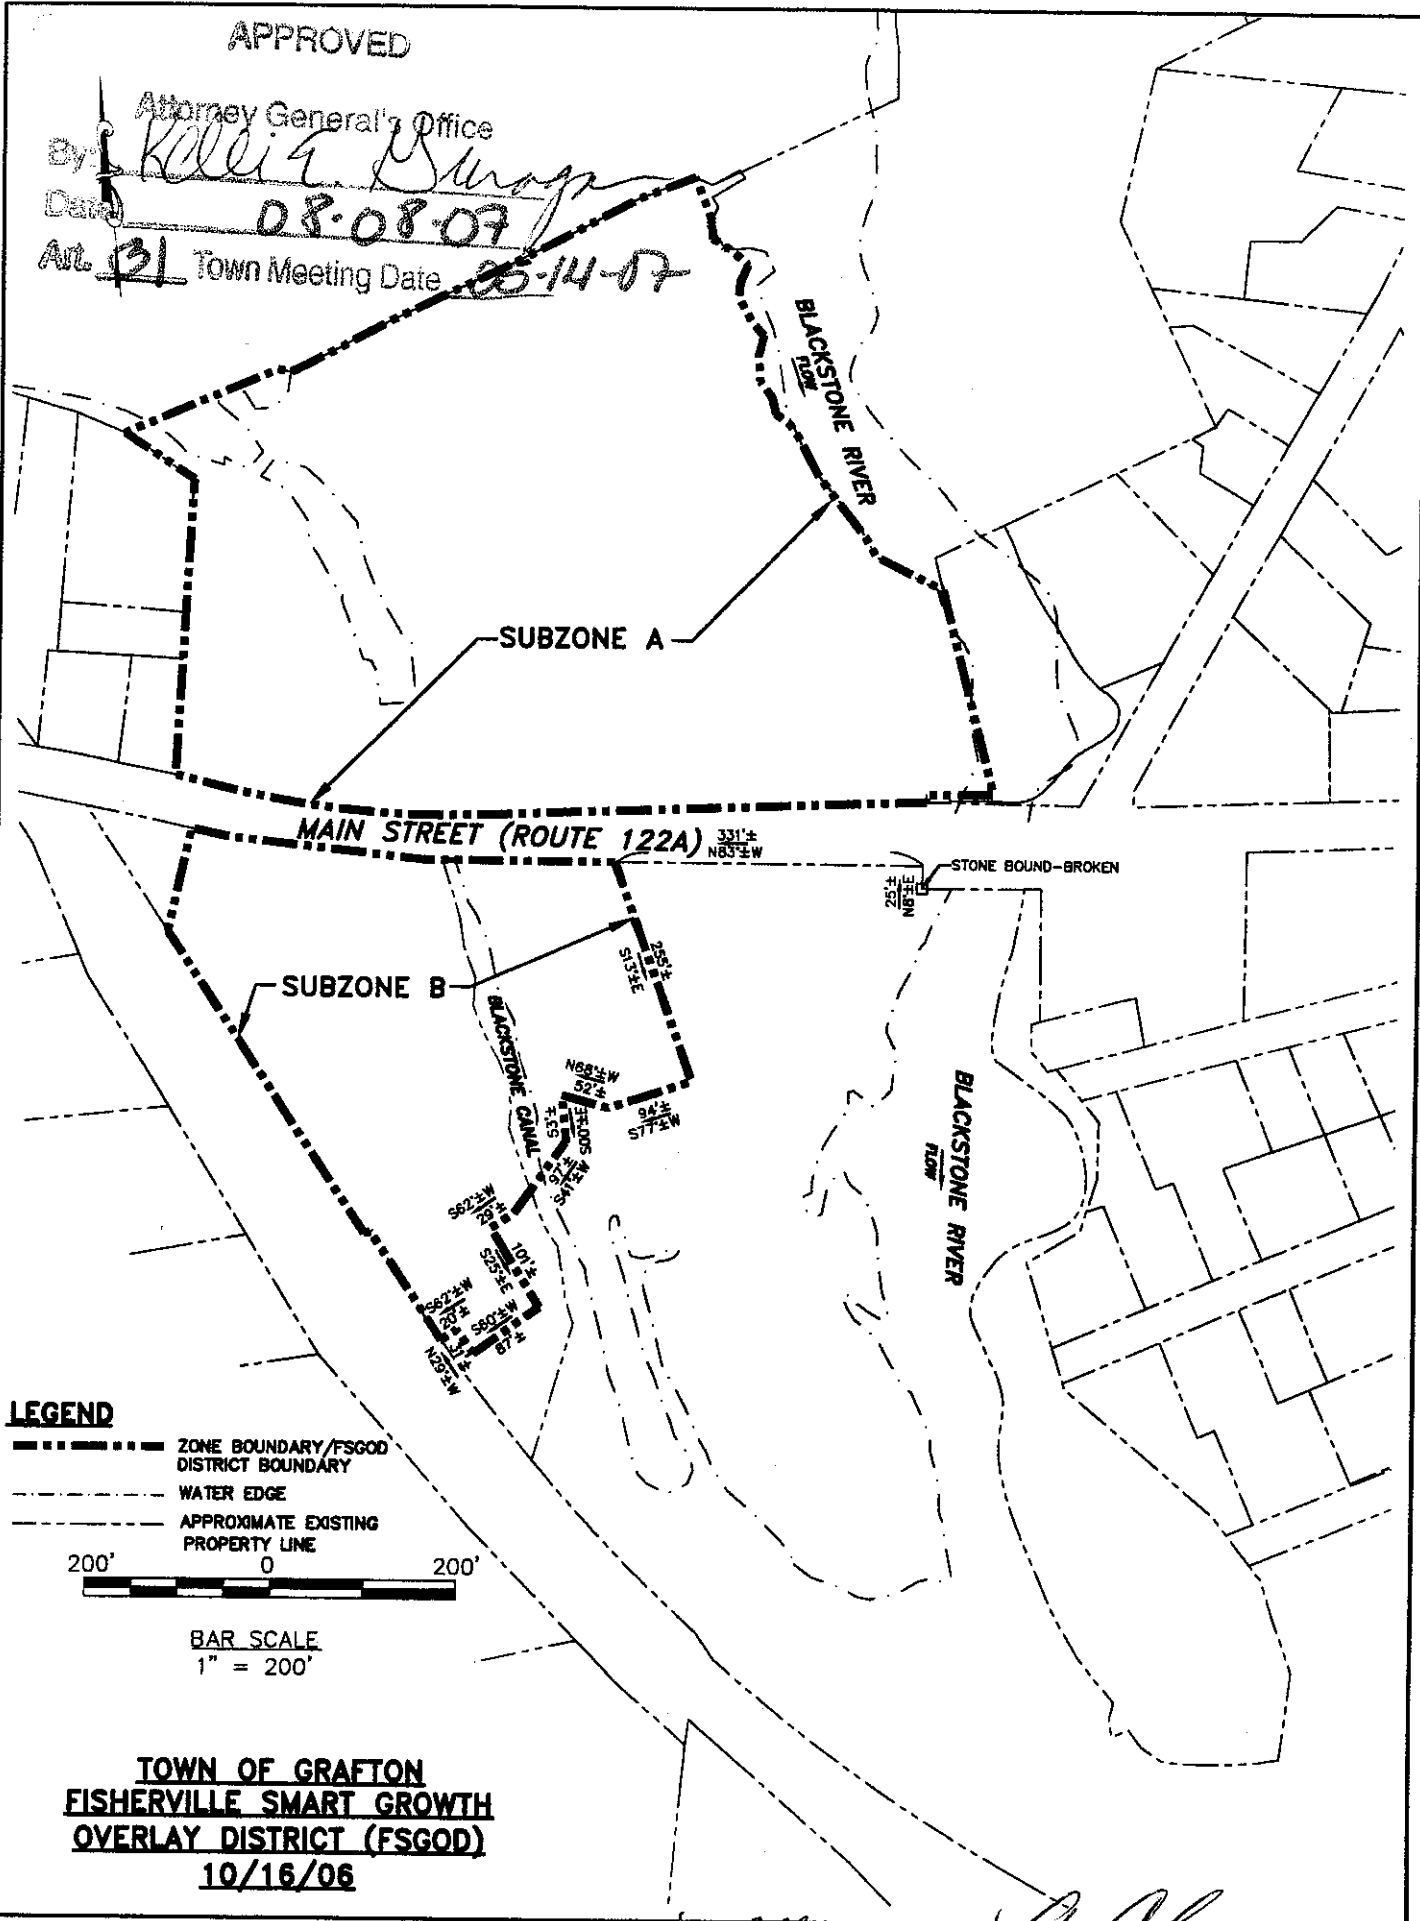 APPROVED
Attorney General's Office
By:
Date 08-08-07
Art. 31 Town Meeting Date 05-14-07
BLACKSTONE RIVER
FLOW
SUBZONE A
MAIN STREET (ROUTE 122A)
331'±
N83°±W
STONE BOUND-BROKEN
25'±
N8°±E
255'±
S13°±E
SUBZONE B
BLACKSTONE CANAL
N68°±W
52'±
94'±
S77°±W
S3'±
S00°±E
97'±
S41°±W
S62°±W
29'±
101'±
S25°±E
S62°±W
20'±
S60°±W
87'±
31'±
N29°±W
BLACKSTONE RIVER
FLOW
LEGEND
ZONE BOUNDARY/FSGOD
DISTRICT BOUNDARY
WATER EDGE
APPROXIMATE EXISTING
PROPERTY LINE
200' 0 200'
BAR SCALE
1" = 200'
TOWN OF GRAFTON
FISHERVILLE SMART GROWTH
OVERLAY DISTRICT (FSGOD)
10/16/06